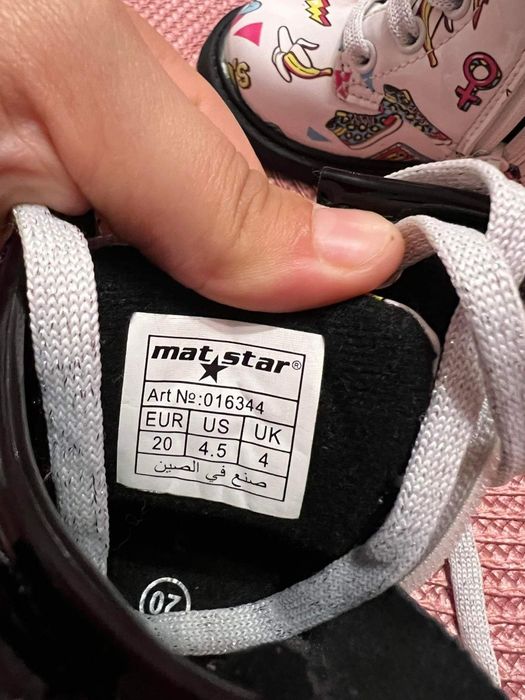 mat star®
Art №:016344
EUR US UK
20 4.5 4
صنع في الصين
20